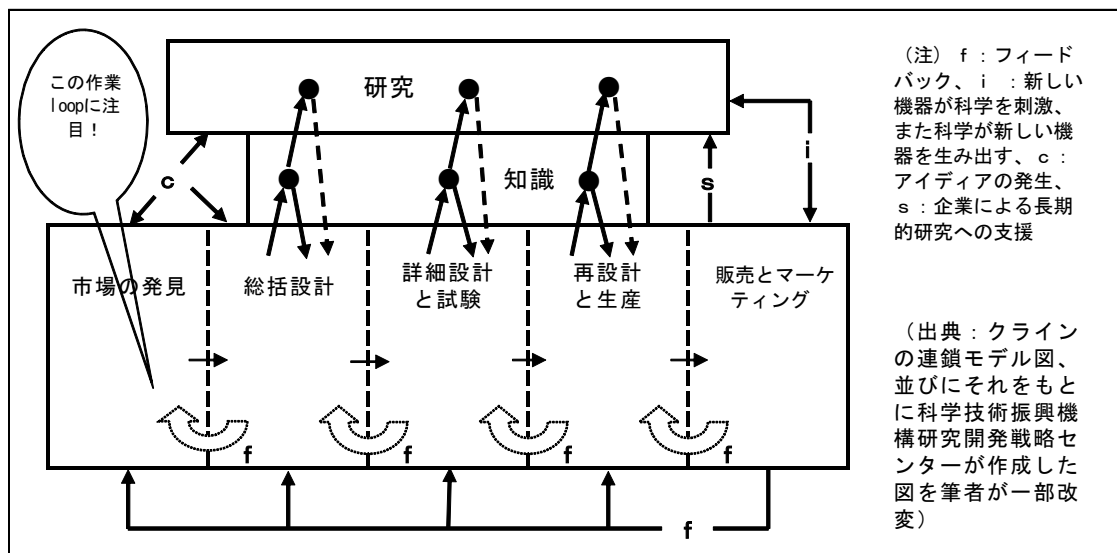 この作業
loopに注
目！
研究
知識
c
s
i
市場の発見
総括設計
詳細設計
と試験
再設計
と生産
販売とマーケ
ティング
f
f
f
f
f
（注）ｆ：フィード
バック、ｉ ：新しい
機器が科学を刺激、
また科学が新しい機
器を生み出す、ｃ：
アイディアの発生、
ｓ：企業による長期
的研究への支援
（出典：クライン
の連鎖モデル図、
並びにそれをもと
に科学技術振興機
構研究開発戦略セ
ンターが作成した
図を筆者が一部改
変）